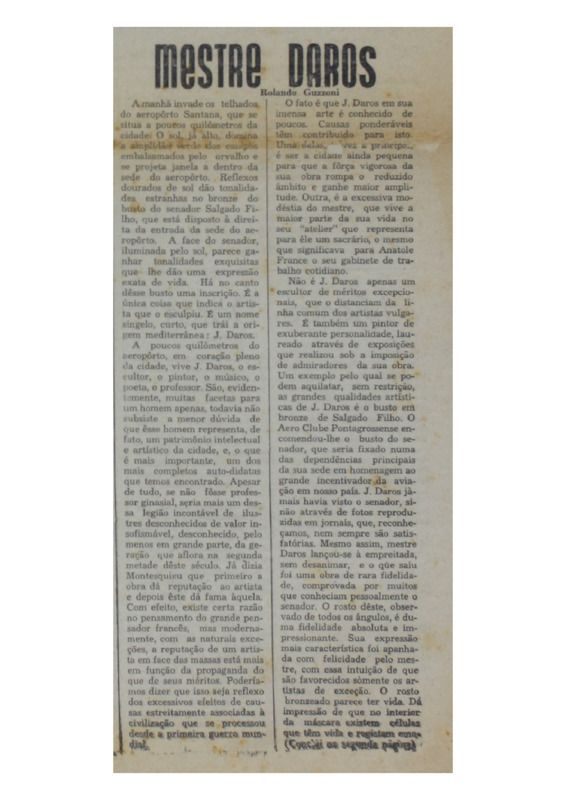 MESTRE DAROS
Rolando Guzzoni
A manhã invade os telhados
do aeropôrto Santana, que se
situa a poucos quilômetros da
cidade. O sol, já alto, domina
a amplidão verde dos campos
embalsamados pelo orvalho e
se projeta janela a dentro da
sede do aeropôrto. Reflexos
dourados de sol dão tonalida-
des estranhas no bronze do
busto do senador Salgado Fi-
lho, que está disposto à direi-
ta da entrada da sede do ae-
ropôrto. A face do senador,
iluminada pelo sol, parece ga-
nhar tonalidades exquisitas
que lhe dão uma expressão
exata de vida. Há no canto
dêsse busto uma inscrição. É a
única coisa que indica o artis-
ta que o esculpiu. É um nome
singelo, curto, que trái a ori-
gem mediterrânea: J. Daros.
A poucos quilômetros do
aeropôrto, em coração pleno
da cidade, vive J. Daros, o es-
cultor, o pintor, o músico, o
poeta, o professor. São, eviden-
temente, muitas facetas para
um homem apenas, todavia não
subsiste a menor dúvida de
que êsse homem representa, de
fato, um patrimônio intelectual
e artístico da cidade, e, o que
é mais importante, um dos
mais completos auto-didatas
que temos encontrado. Apesar
de tudo, se não fôsse profes-
sor ginasial, seria mais um des-
sa legião incontável de ilus-
tres desconhecidos de valor in-
sofismável, desconhecido, pelo
menos em grande parte, da ge-
ração que aflora na segunda
metade dêste século. Já dizia
Montesquieu que primeiro a
obra dá reputação ao artista
e depois êste dá fama àquela.
Com efeito, existe certa razão
no pensamento do grande pen-
sador francês, mas moderna-
mente, com as naturais exce-
ções, a reputação de um artis-
ta em face das massas está mais
em função da propaganda do
que de seus méritos. Podería-
mos dizer que isso seja reflexo
dos excessivos efeitos de cau-
sas estreitamente associadas à
civilização que se processou
desde a primeira guerra mun-
dial.
O fato é que J. Daros em sua
imensa arte é conhecido de
poucos. Causas ponderáveis
têm contribuído para isto
Uma delas, a principal,
é ser a cidade ainda pequena
para que a fôrça vigorosa da
sua obra rompa o reduzido
âmbito e ganhe maior ampli-
tude. Outra, é a excessiva mo-
déstia do mestre, que vive a
maior parte da sua vida no
seu "atelier" que representa
para êle um sacrário, o mesmo
que significava para Anatole
France o seu gabinete de tra-
balho cotidiano.
Não é J. Daros apenas um
escultor de méritos excepcio-
nais, que o distanciam da li-
nha comum dos artistas vulga-
res. É também um pintor de
exuberante personalidade, lau-
reado através de exposições
que realizou sob a imposição
de admiradores da sua obra.
Um exemplo pelo qual se po-
dem aquilatar, sem restrição,
as grandes qualidades artísti-
cas de J. Daros é o busto em
bronze de Salgado Filho. O
Aero Clube Pontagrossense en-
comendou-lhe o busto do se-
nador, que seria fixado numa
das dependências principais
da sua sede em homenagem ao
grande incentivador da avia-
ção em nosso país. J. Daros já-
mais havia visto o senador, si-
não através de fotos reprodu-
zidas em jornais, que, reconhe-
çamos, nem sempre são satis-
fatórias. Mesmo assim, mestre
Daros lançou-se à empreitada,
sem desanimar, e o que saiu
foi uma obra de rara fidelida-
de, comprovada por muitos
que conheciam pessoalmente o
senador. O rosto dêste, obser-
vado de todos os ângulos, é du-
ma fidelidade absoluta e im-
pressionante. Sua expressão
mais característica foi apanha-
da com felicidade pelo mes-
tre, com essa intuição de que
são favorecidos sòmente os ar-
tistas de exceção. O rosto
bronzeado parece ter vida. Dá
impressão de que no interior
da máscara existem células
que têm vida e registam emo-
(Conclui na segunda página)